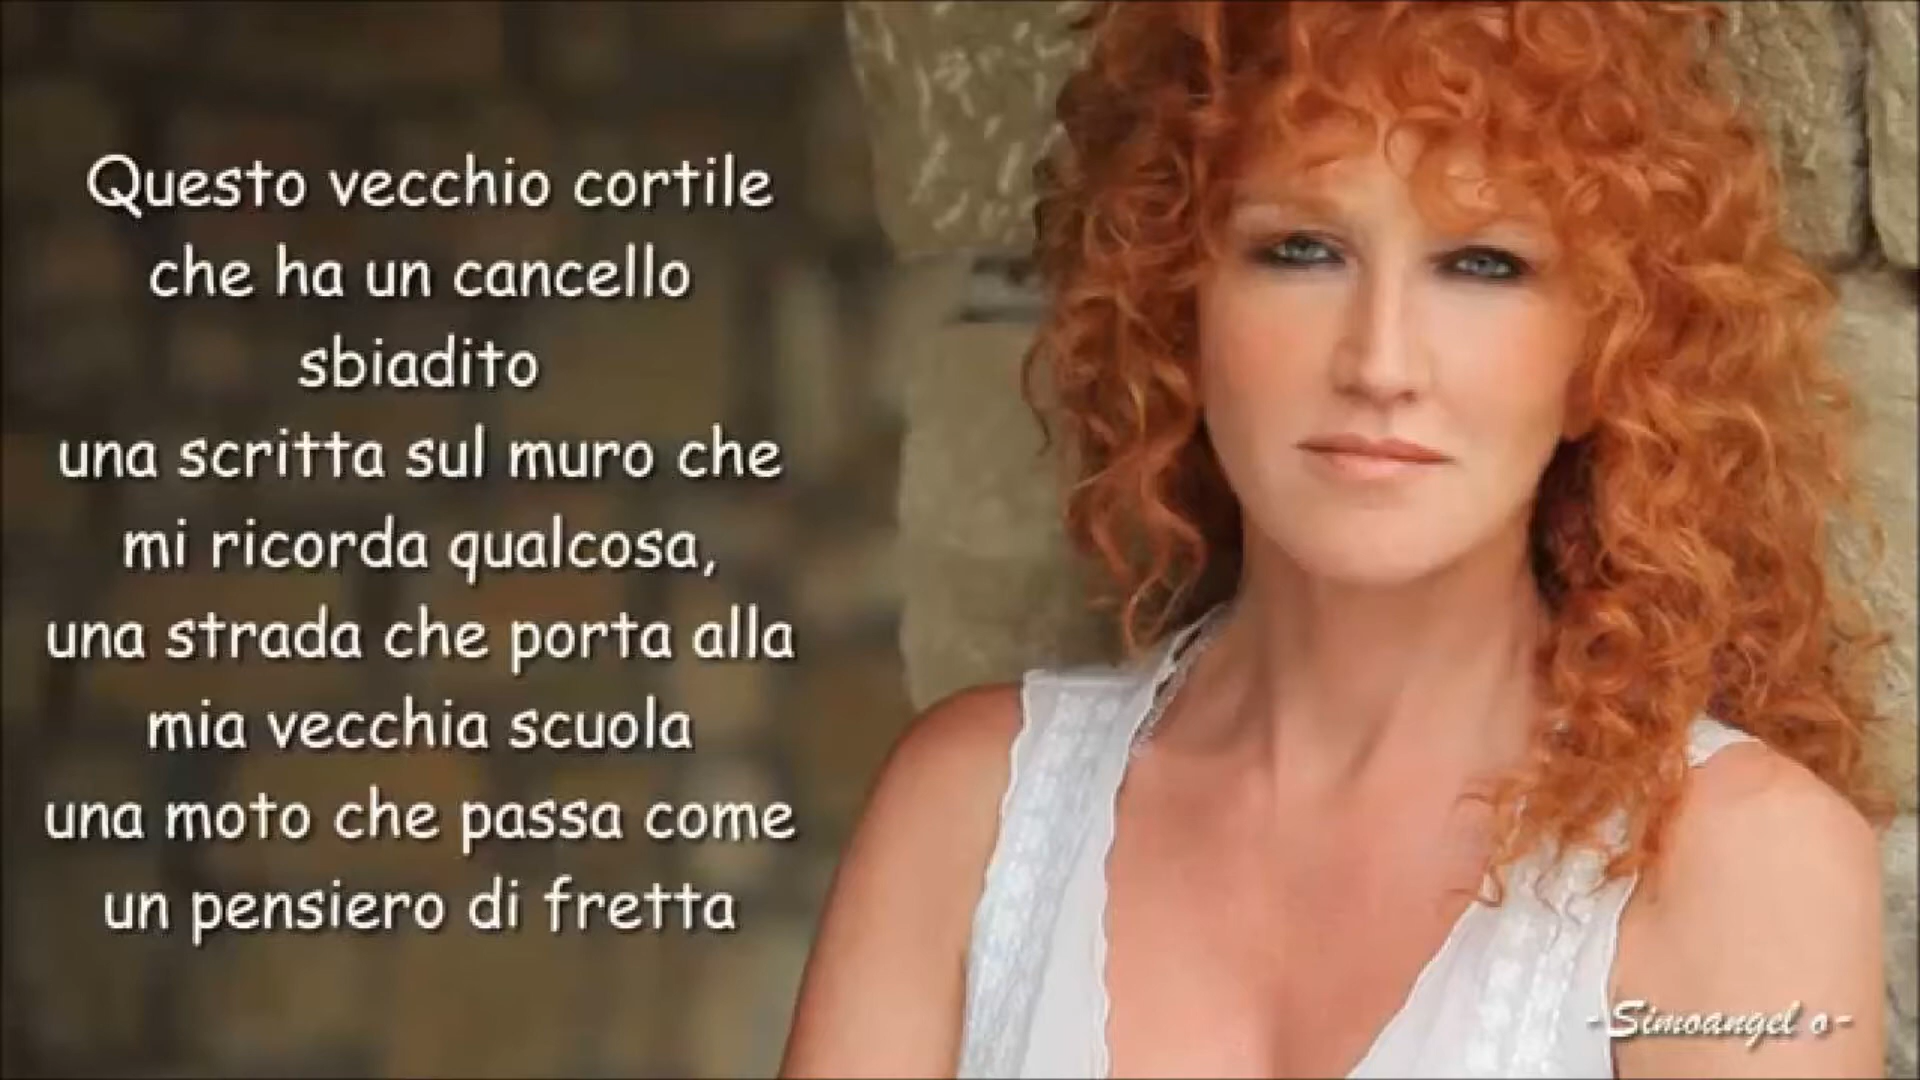 Questo vecchio cortile
che ha un cancello
sbiadito
una scritta sul muro che
mi ricorda qualcosa,
una strada che porta alla
mia vecchia scuola
una moto che passa come
un pensiero di fretta
-Simoangel o-